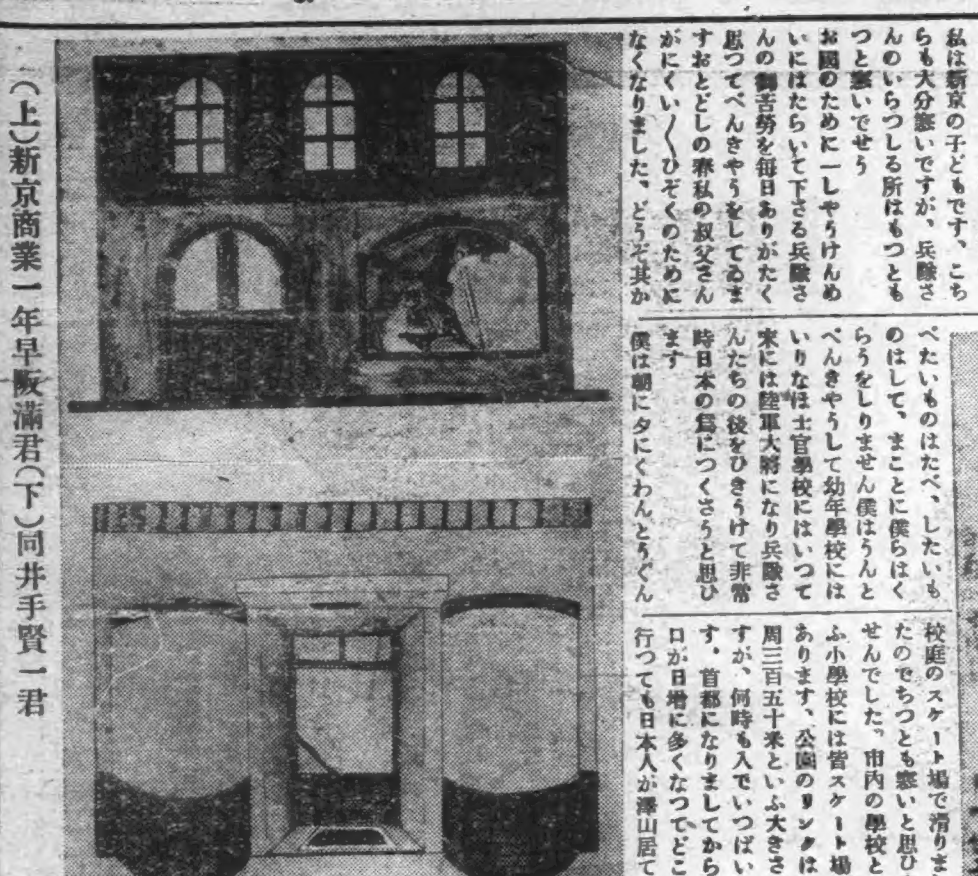 私は新京の子どもです、こち
らも大分寒いですが、兵隊さ
んのいらつしる所はもつとも
つと寒いでせう
お國のために一しやうけんめ
いにはたらいて下さる兵隊さ
んの御苦勞を毎日ありがたく
思つてべんきやうをしてゐま
すおとどしの春私の叔父さん
がにくい〱ひぞくのために
なくなりました、どうぞ其か
べたいものはたべ、したいも
のはして、まことに僕らはく
らうをしりません僕はうんと
べんきやうして幼年學校には
いりなほ士官學校にはいつて
末には陸軍大將になり兵隊さ
んたちの後をひきうけて非常
時日本の爲につくさうと思ひ
ます
僕は朝に夕にくわんとうぐん
校庭のスケート場で滑りま
たのでちつとも寒いと思ひ
せんでした。市内の學校と
ふ小學校には皆スケート場
あります、公園のリンクは
周三百五十米といふ大きさ
すが、何時も入でいつぱい
す。首都になりましてから
口が日増に多くなつてどこ
行つても日本人が澤山居て
(上)新京商業一年早阪滿君(下)同井手賢一君